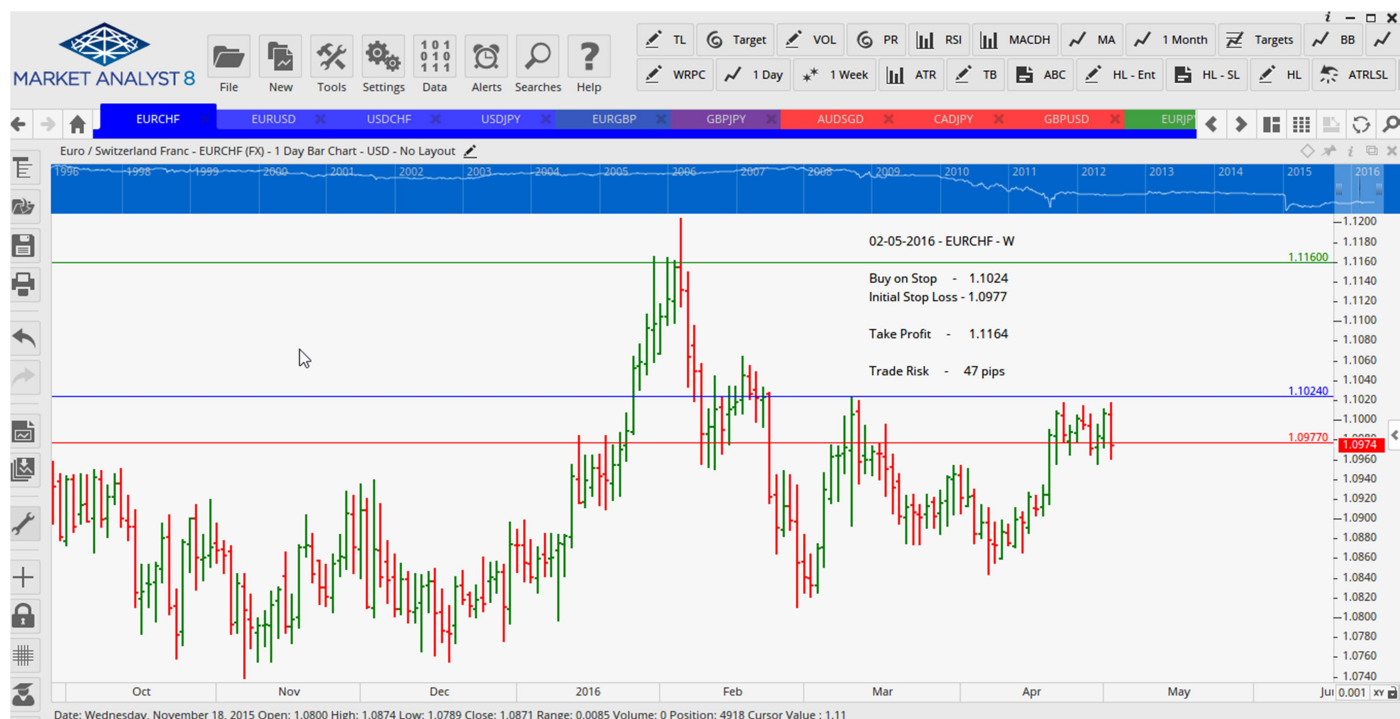 i
TL Target VOL PR RSI MACDH MA 1 Month Targets BB
MARKET ANALYST 8
101
010
111
File New Tools Settings Data Alerts Searches Help
WRPC 1 Day 1 Week ATR TB ABC HL - Ent HL - SL HL ATRLSL
EURCHF EURUSD USDCHF USDJPY EURGBP GBPJPY AUDSGD CADJPY GBPUSD EURJP
Euro / Switzerland Franc - EURCHF (FX) - 1 Day Bar Chart - USD - No Layout
1996 1998 1999 2000 2001 2002 2003 2004 2005 2006 2007 2008 2009 2010 2011 2012 2013 2014 2015 2016
02-05-2016 - EURCHF - W
Buy on Stop - 1.1024
Initial Stop Loss - 1.0977
Take Profit - 1.1164
Trade Risk - 47 pips
1.11600
1.10240
1.09770
1.1200
1.1180
1.1160
1.1140
1.1120
1.1100
1.1080
1.1060
1.1040
1.1020
1.1000
1.0974
1.0960
1.0940
1.0920
1.0900
1.0880
1.0860
1.0840
1.0820
1.0800
1.0780
1.0760
1.0740
Oct Nov Dec 2016 Feb Mar Apr May Ju 0.001 XY
Date: Wednesday, November 18, 2015 Open: 1.0800 High: 1.0874 Low: 1.0789 Close: 1.0871 Range: 0.0085 Volume: 0 Position: 4918 Cursor Value : 1.11